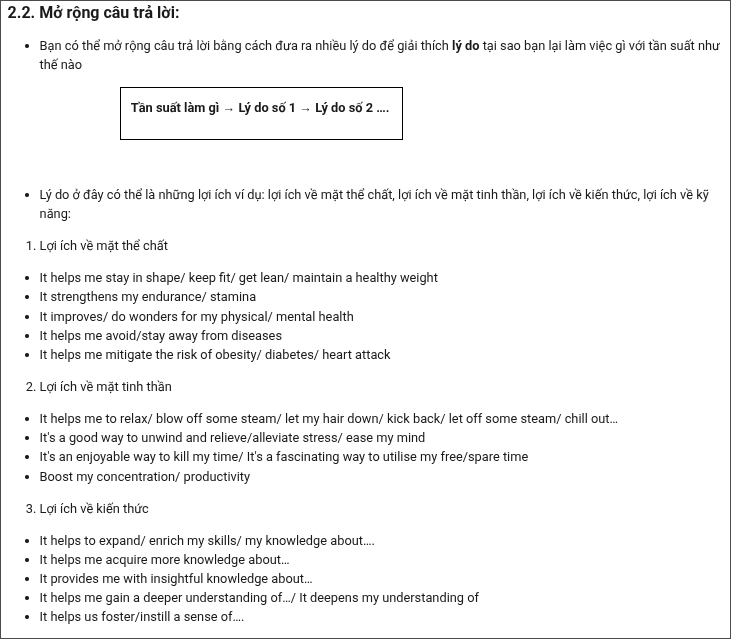 2.2. Mở rộng câu trả lời:
• Bạn có thể mở rộng câu trả lời bằng cách đưa ra nhiều lý do để giải thích lý do tại sao bạn lại làm việc gì với tần suất như
thế nào
Tần suất làm gì → Lý do số 1 → Lý do số 2 ....
• Lý do ở đây có thể là những lợi ích ví dụ: lợi ích về mặt thể chất, lợi ích về mặt tinh thần, lợi ích về kiến thức, lợi ích về kỹ
năng:
1. Lợi ích về mặt thể chất
• It helps me stay in shape/ keep fit/ get lean/ maintain a healthy weight
• It strengthens my endurance/ stamina
• It improves/ do wonders for my physical/ mental health
• It helps me avoid/stay away from diseases
• It helps me mitigate the risk of obesity/ diabetes/ heart attack
2. Lợi ích về mặt tinh thần
• It helps me to relax/ blow off some steam/ let my hair down/ kick back/ let off some steam/ chill out...
• It's a good way to unwind and relieve/alleviate stress/ ease my mind
• It's an enjoyable way to kill my time/ It's a fascinating way to utilise my free/spare time
• Boost my concentration/ productivity
3. Lợi ích về kiến thức
• It helps to expand/ enrich my skills/ my knowledge about....
• It helps me acquire more knowledge about...
• It provides me with insightful knowledge about...
• It helps me gain a deeper understanding of.../ It deepens my understanding of
• It helps us foster/instill a sense of....